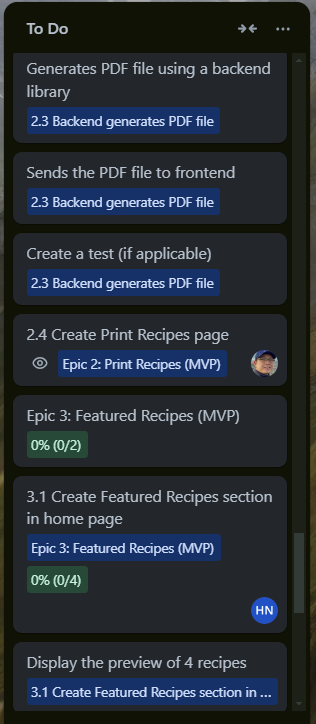 To Do
Generates PDF file using a backend
library
2.3 Backend generates PDF file
Sends the PDF file to frontend
2.3 Backend generates PDF file
Create a test (if applicable)
2.3 Backend generates PDF file
2.4 Create Print Recipes page
Epic 2: Print Recipes (MVP)
Epic 3: Featured Recipes (MVP)
0% (0/2)
3.1 Create Featured Recipes section
in home page
Epic 3: Featured Recipes (MVP)
0% (0/4)
HN
Display the preview of 4 recipes
3.1 Create Featured Recipes section in ...